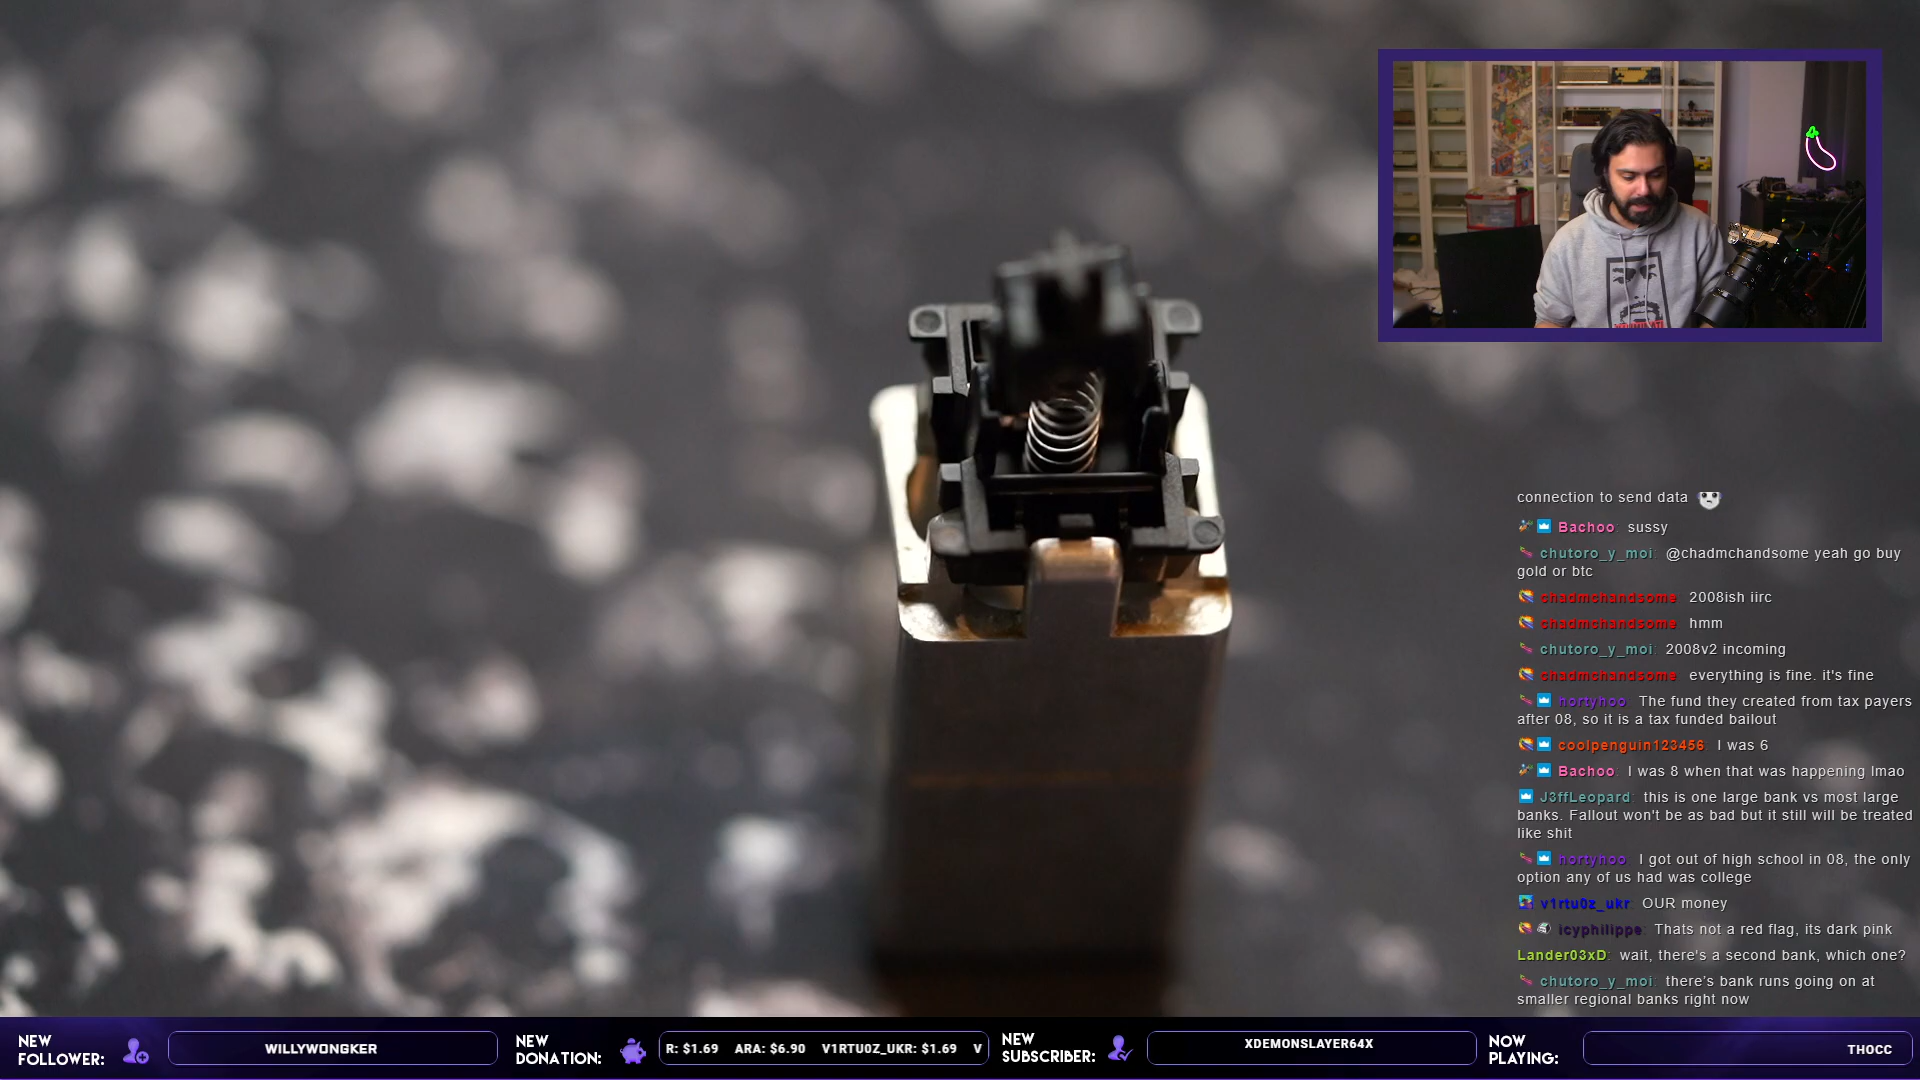 connection to send data
Bachoo: sussy
chutoro_y_moi: @chadmchandsome yeah go buy
gold or btc
chadmchandsome: 2008ish iirc
chadmchandsome: hmm
chutoro_y_moi: 2008v2 incoming
chadmchandsome: everything is fine. it's fine
nortyhoo: The fund they created from tax payers
after 08, so it is a tax funded bailout
coolpenguin123456: I was 6
Bachoo: I was 8 when that was happening lmao
J3ffLeopard: this is one large bank vs most large
banks. Fallout won't be as bad but it still will be treated
like shit
nortyhoo: I got out of high school in 08, the only
option any of us had was college
v1rtu0z_ukr: OUR money
icyphilippe: Thats not a red flag, its dark pink
Lander03xD: wait, there's a second bank, which one?
chutoro_y_moi: there's bank runs going on at
smaller regional banks right now
NEW
FOLLOWER:
WILLYWONGKER
NEW
DONATION:
R: $1.69 ARA: $6.90 V1RTU0Z_UKR: $1.69 V
NEW
SUBSCRIBER:
XDEMONSLAYER64X
NOW
PLAYING:
THOCC